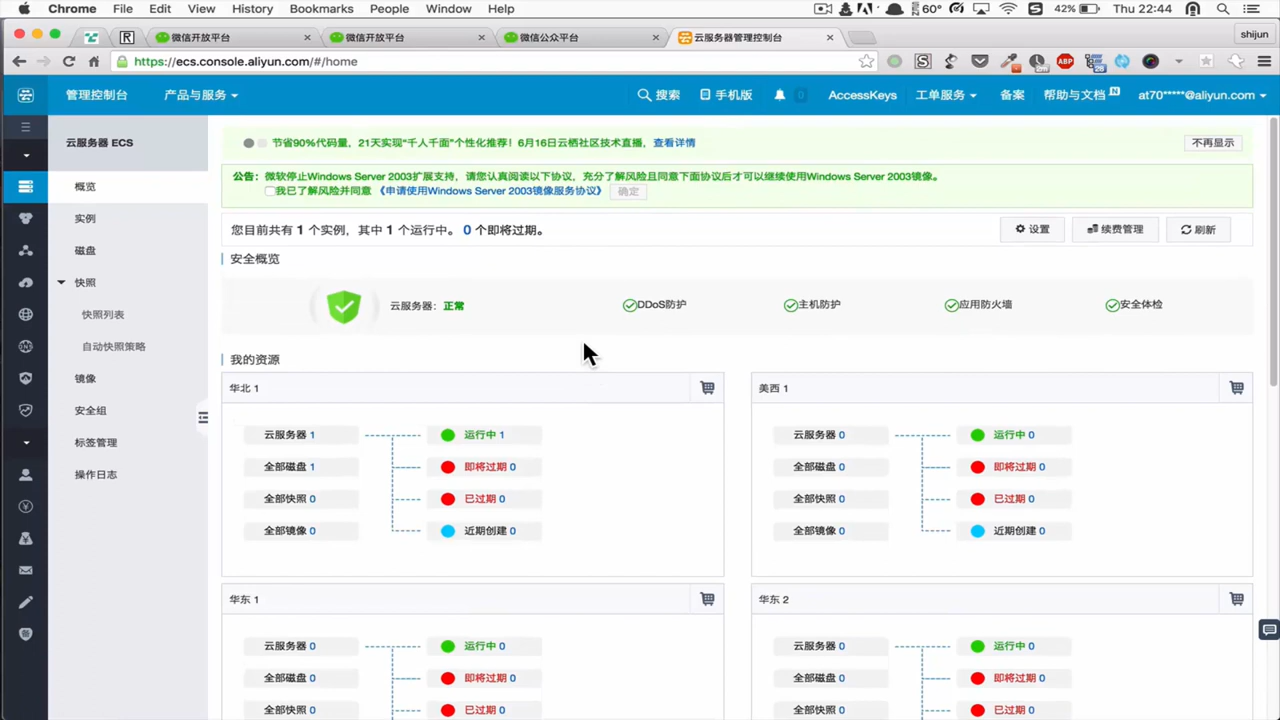 Chrome File Edit View History Bookmarks People Window Help 60° 42% Thu 22:44
微信开放平台 微信开放平台 微信公众平台 云服务器管理控制台 shijun
https://ecs.console.aliyun.com/#/home
管理控制台 产品与服务 搜索 手机版 0 AccessKeys 工单服务 备案 帮助与文档 N at70*****@aliyun.com
云服务器 ECS
概览
实例
磁盘
快照
快照列表
自动快照策略
镜像
安全组
标签管理
操作日志
节省90%代码量，21天实现“千人千面”个性化推荐！6月16日云栖社区技术直播，查看详情 不再显示
公告：微软停止Windows Server 2003扩展支持，请您认真阅读以下协议，充分了解风险且同意下面协议后才可以继续使用Windows Server 2003镜像。
我已了解风险并同意 《申请使用Windows Server 2003镜像服务协议》 确定
您目前共有 1 个实例，其中 1 个运行中。 0 个即将过期。 设置 续费管理 刷新
安全概览
云服务器：正常 DDoS防护 主机防护 应用防火墙 安全体检
我的资源
华北 1
云服务器 1 运行中 1
全部磁盘 1 即将过期 0
全部快照 0 已过期 0
全部镜像 0 近期创建 0
美西 1
云服务器 0 运行中 0
全部磁盘 0 即将过期 0
全部快照 0 已过期 0
全部镜像 0 近期创建 0
华东 1
云服务器 0 运行中 0
全部磁盘 0 即将过期 0
全部快照 0 已过期 0
华东 2
云服务器 0 运行中 0
全部磁盘 0 即将过期 0
全部快照 0 已过期 0